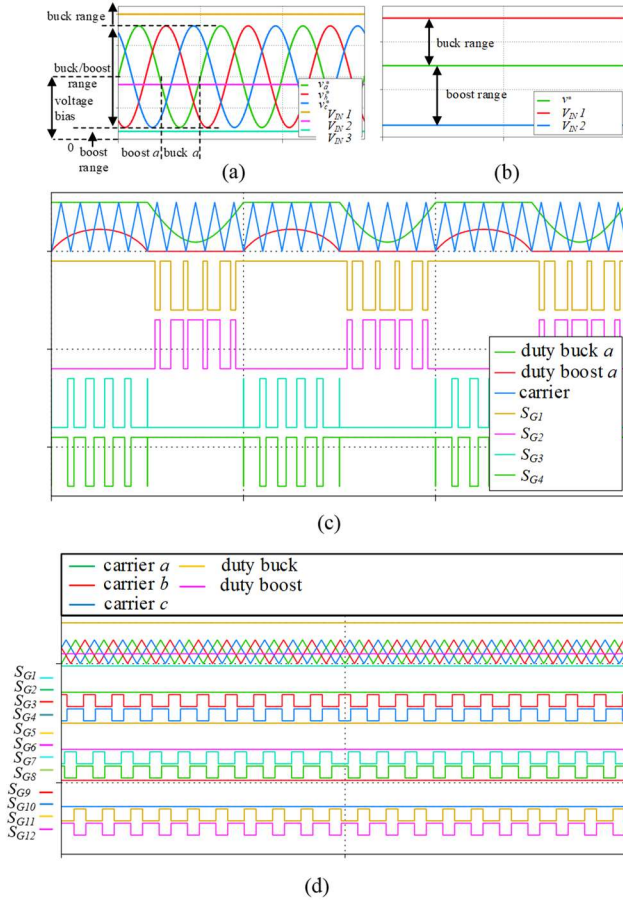 buck range
buck/boost
range
voltage
bias
0
boost
range
boost a
buck a
v*a
v*b
v*c
VIN 1
VIN 2
VIN 3
(a)
buck range
boost range
v*
VIN 1
VIN 2
(b)
duty buck a
duty boost a
carrier
SG1
SG2
SG3
SG4
(c)
carrier a
duty buck
carrier b
duty boost
carrier c
SG1
SG2
SG3
SG4
SG5
SG6
SG7
SG8
SG9
SG10
SG11
SG12
(d)